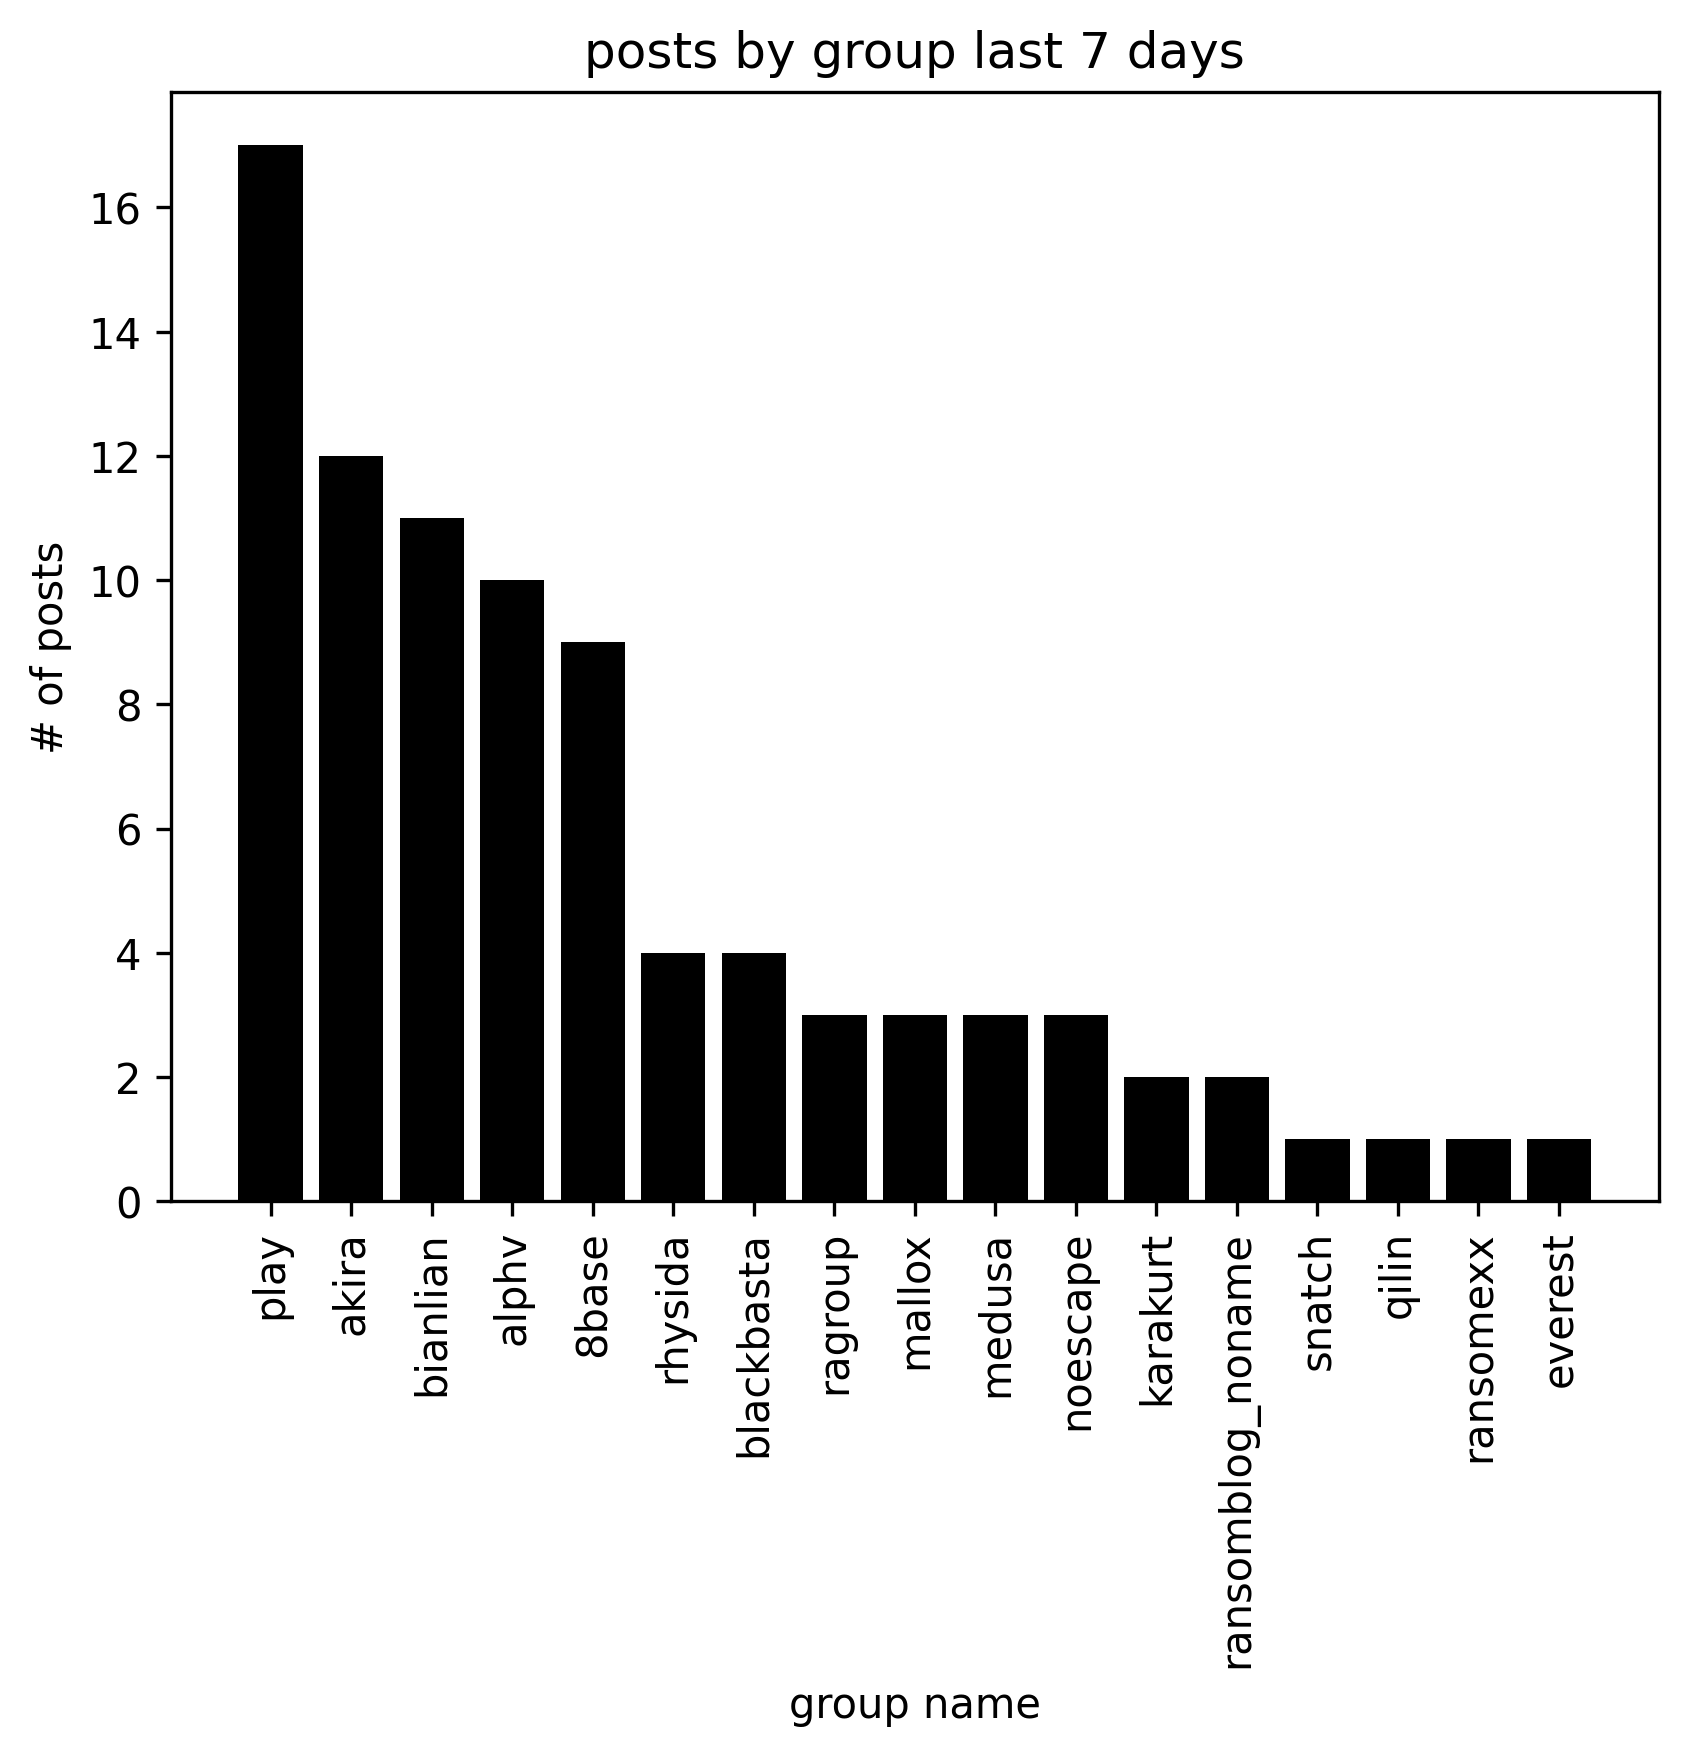 posts by group last 7 days
# of posts
16
14
12
10
8
6
4
2
0
play
akira
bianlian
alphv
8base
rhysida
blackbasta
ragroup
mallox
medusa
noescape
karakurt
ransomblog_noname
snatch
qilin
ransomexx
everest
group name